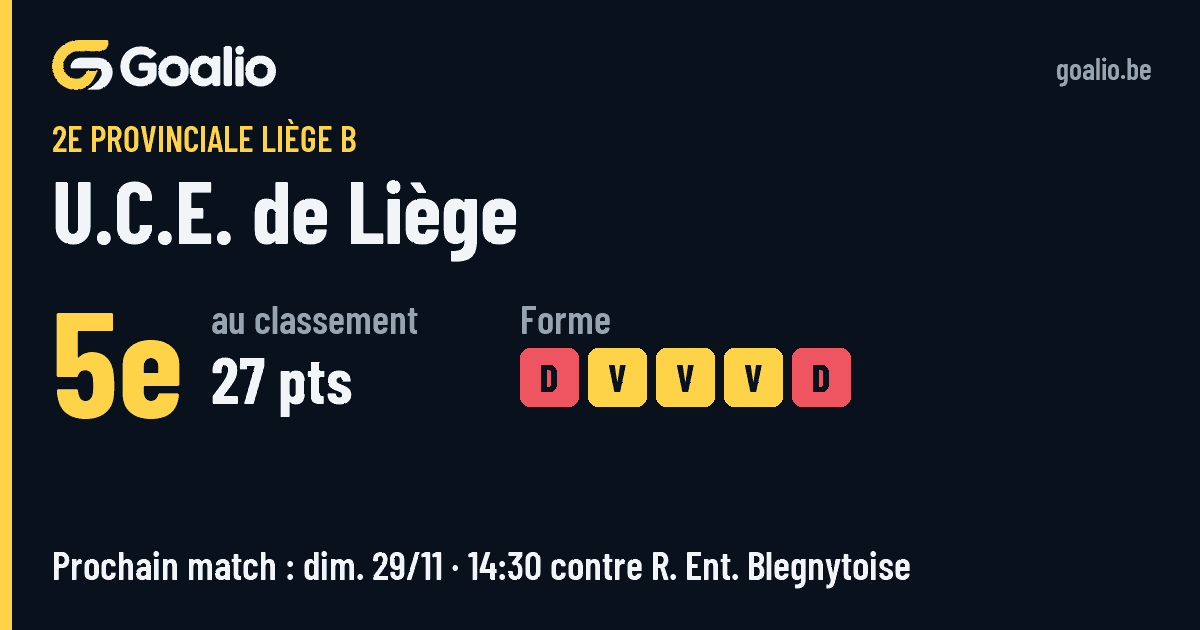 Goalio
goalio.be
2E PROVINCIALE LIÈGE B
U.C.E. de Liège
5e
au classement
27 pts
Forme
D V V V D
Prochain match : dim. 29/11 · 14:30 contre R. Ent. Blegnytoise